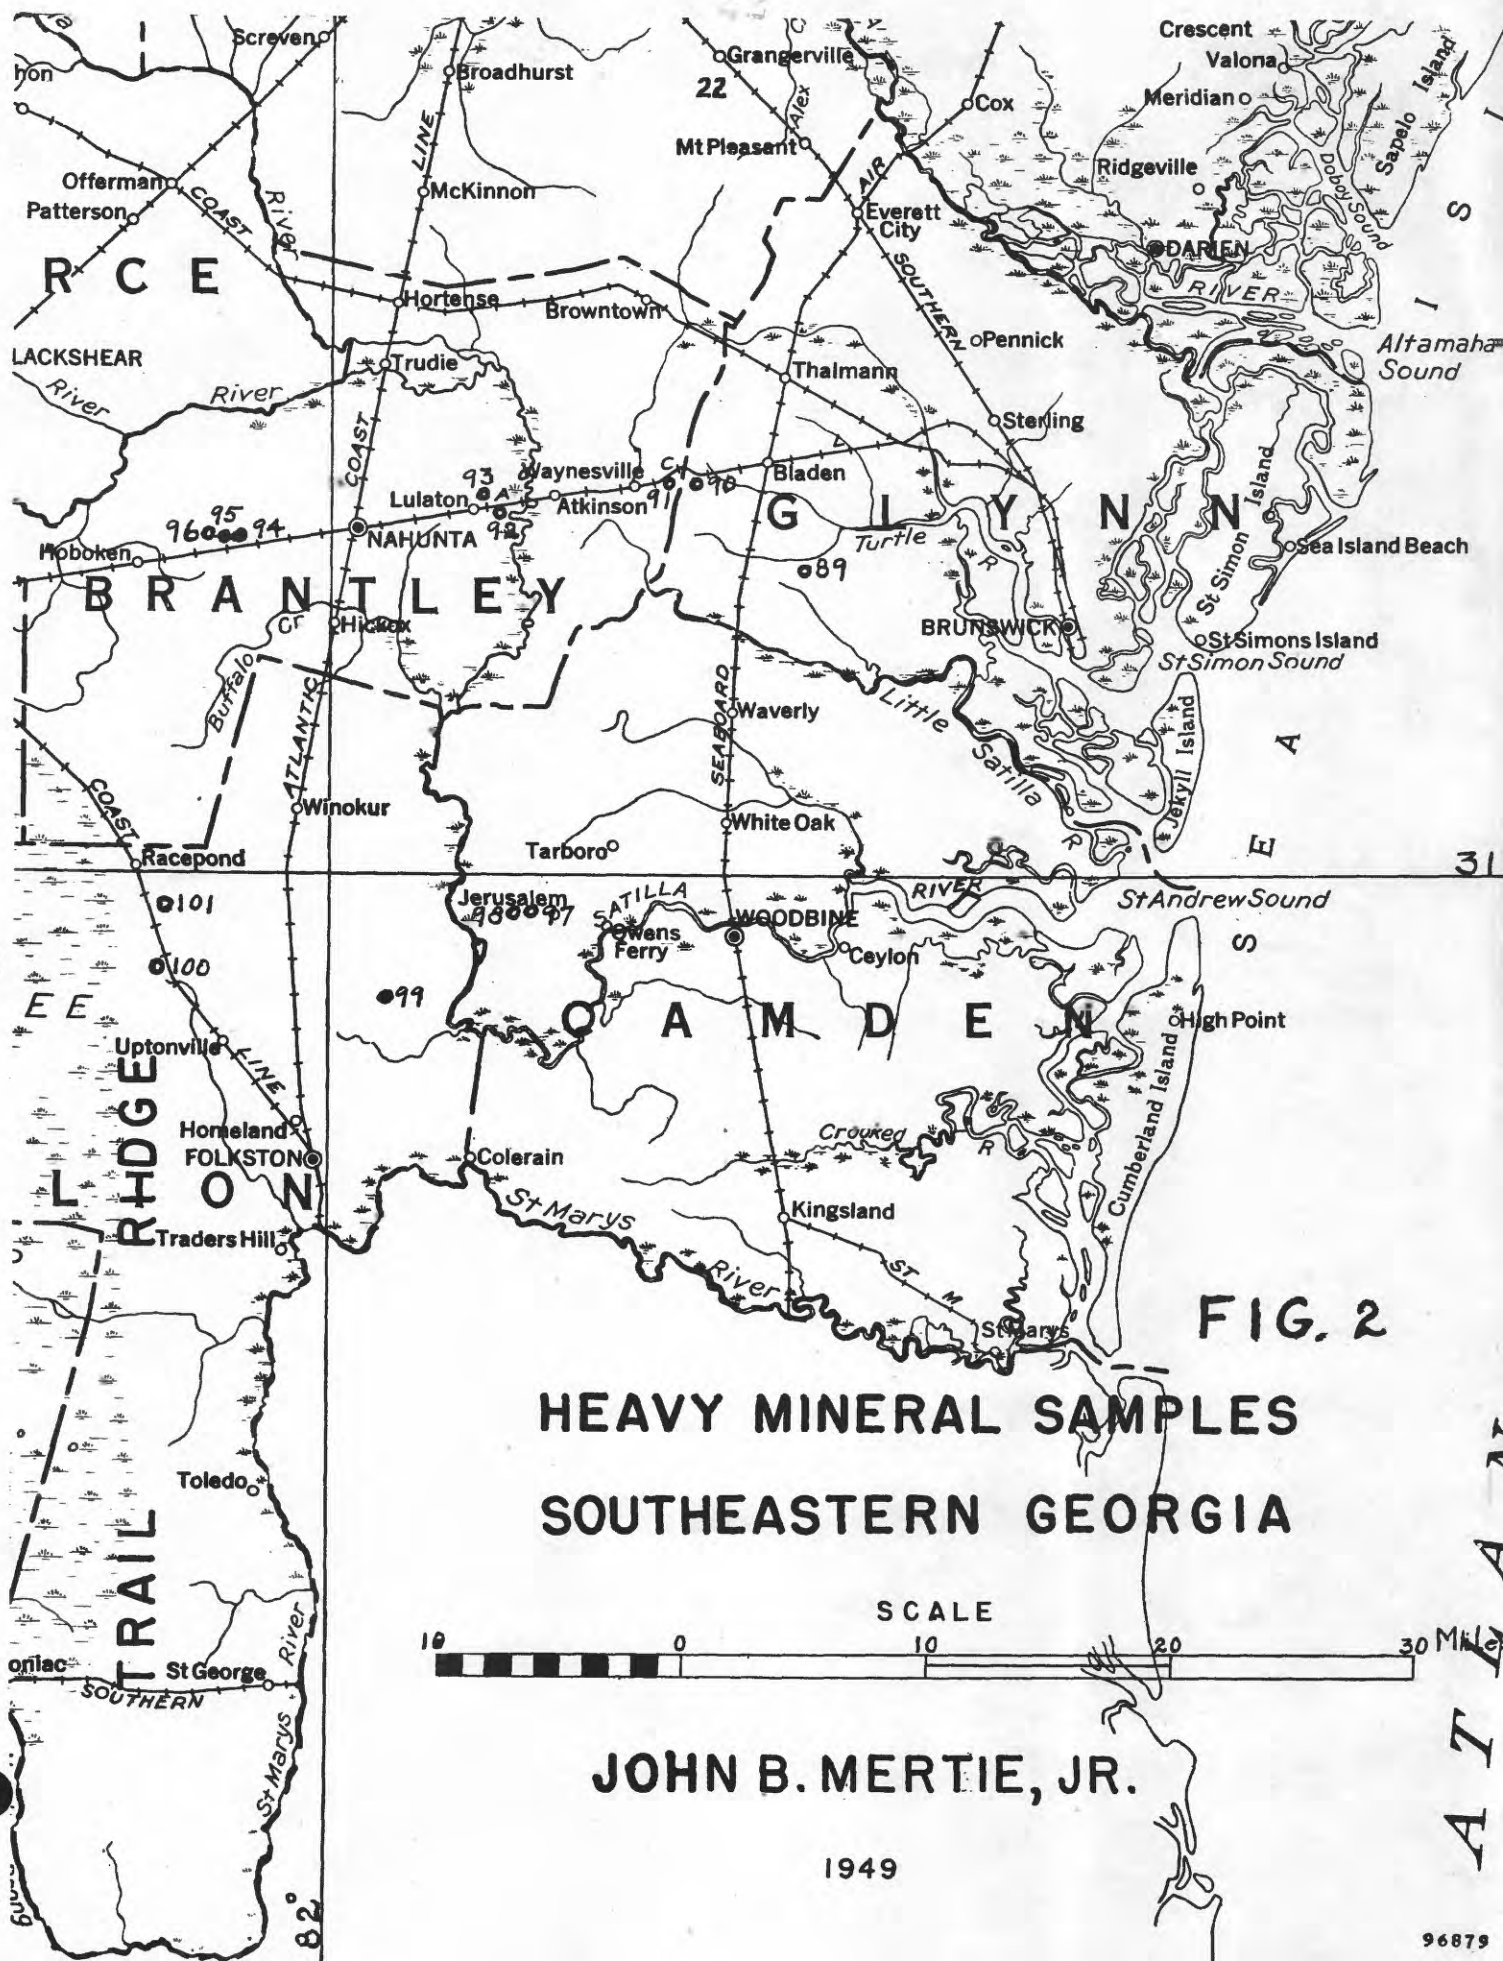 Screven
Broadhurst
Grangerville
Crescent
Valona
hon
22
Alex
Cox
Meridian
Sapelo Island
LINE
Mt Pleasant
AIR
Ridgeville
Doboy Sound
Offerman
COAST
McKinnon
Patterson
River
Everett
City
S I
DARIEN
R C E
SOUTHERN
RIVER
Hortense
Browntown
Pennick
Altamaha
Sound
LACKSHEAR
River
River
Trudie
Thalmann
Sterling
COAST
93
Waynesville
C
Bladen
L
Lulaton
A
Atkinson
91
90
92
96
95
94
NAHUNTA
G L Y N N
Turtle
R
Island
Hoboken
89
St Simon
Sea Island Beach
B R A N T L E Y
Cr
Hickox
BRUNSWICK
St Simons Island
St Simon Sound
Buffalo
SEABOARD
Little
Satilla
R
Waverly
Jekyll Island
ATLANTIC
COAST
Winokur
White Oak
S E A
Tarboro
Racepond
31
101
Jerusalem
98
97
SATILLA
RIVER
St Andrew Sound
WOODBINE
Owens
Ferry
Ceylon
100
99
E E
C A M D E N
High Point
Uptonville
LINE
Cumberland Island
Homeland
FOLKSTON
Crooked
R
Colerain
L O N
St Marys
River
Kingsland
TRAIL RIDGE
Traders Hill
ST M
St Marys
FIG. 2
HEAVY MINERAL SAMPLES
SOUTHEASTERN GEORGIA
Toledo
SCALE
10 0 10 20 30 Miles
oniac
St George
River
SOUTHERN
St Marys
JOHN B. MERTIE, JR.
1949
A T L A N
82°
96879